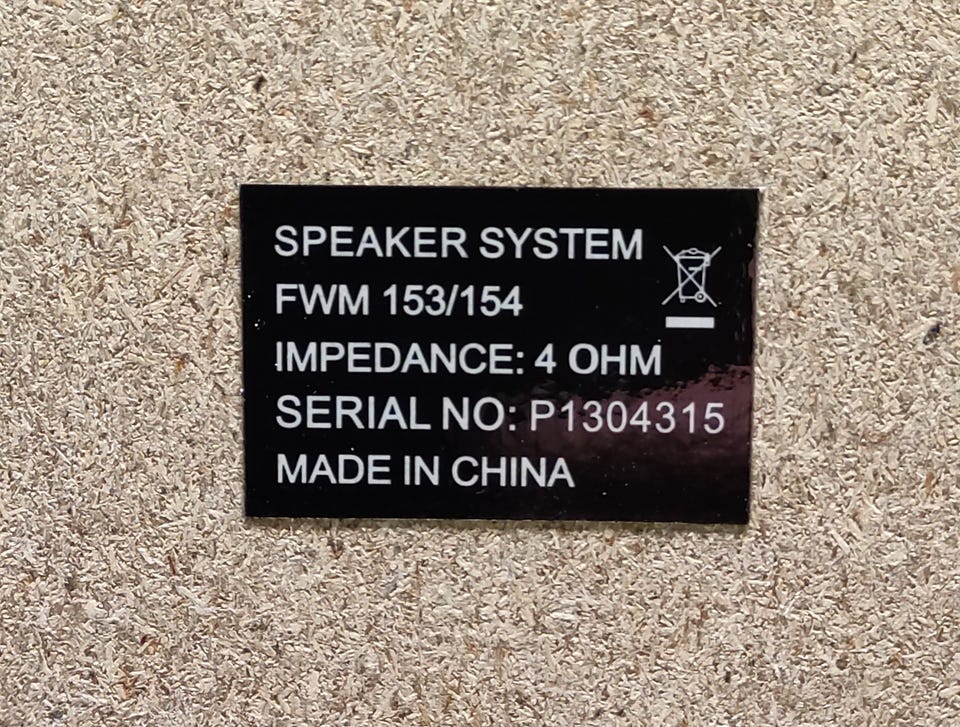 SPEAKER SYSTEM
FWM 153/154
IMPEDANCE: 4 OHM
SERIAL NO: P1304315
MADE IN CHINA